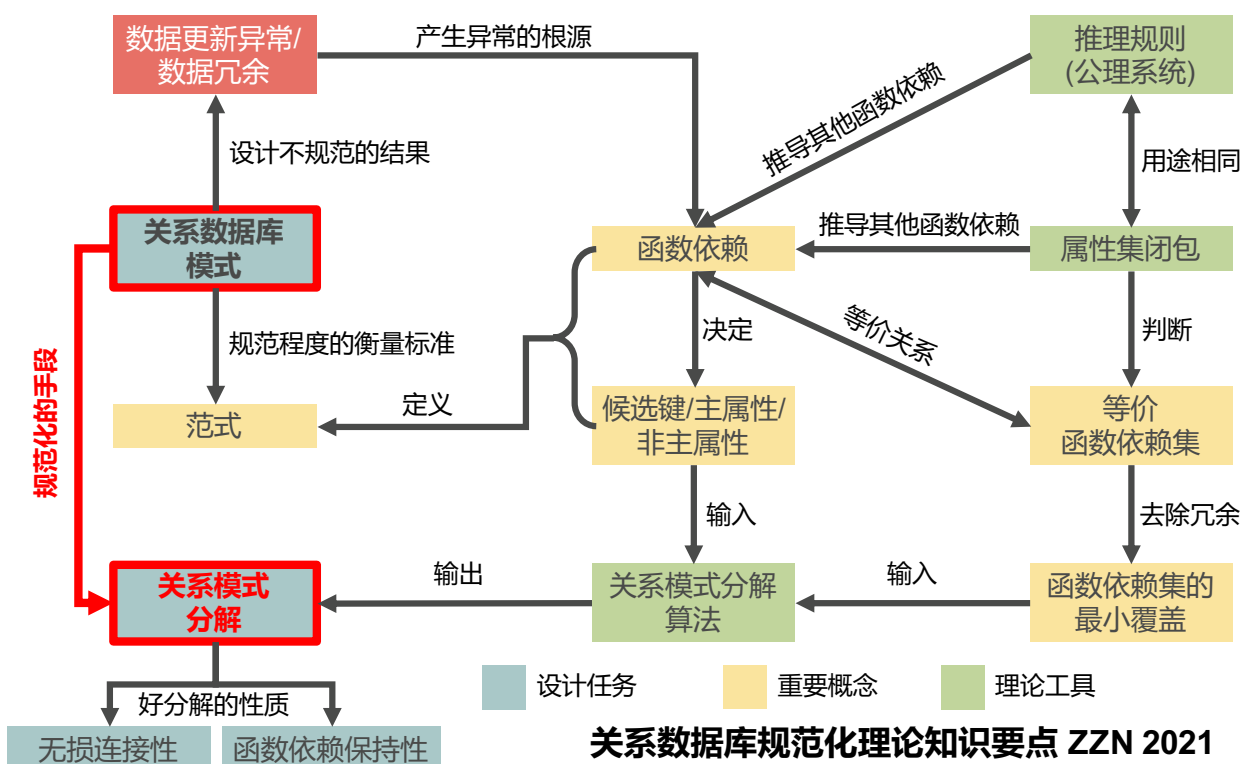 数据更新异常/
数据冗余
产生异常的根源
推理规则
(公理系统)
推导其他函数依赖
设计不规范的结果
用途相同
关系数据库
模式
函数依赖
推导其他函数依赖
属性集闭包
规范程度的衡量标准
决定
等价关系
判断
规范化的手段
范式
定义
候选键/主属性/
非主属性
等价
函数依赖集
输入
去除冗余
关系模式
分解
输出
关系模式分解
算法
输入
函数依赖集的
最小覆盖
好分解的性质
设计任务
重要概念
理论工具
无损连接性
函数依赖保持性
关系数据库规范化理论知识要点 ZZN 2021